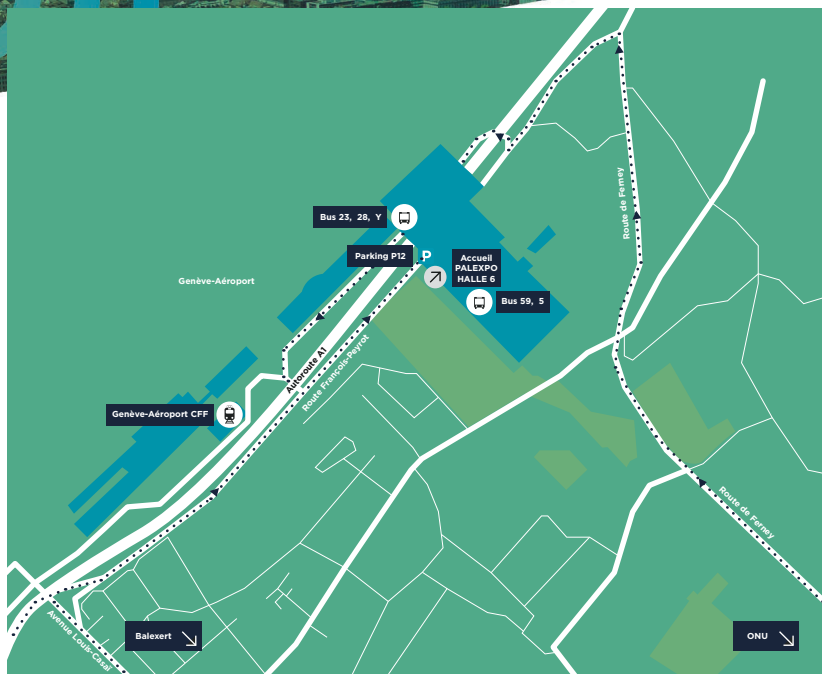 Route de Ferney
Bus 23, 28, Y
Parking P12
P
Accueil
PALEXPO
HALLE 6
Genève-Aéroport
Bus 59, 5
Autoroute A1
Route François-Peyrot
Genève-Aéroport CFF
Route de Ferney
Avenue Louis-Casaï
Balexert
ONU